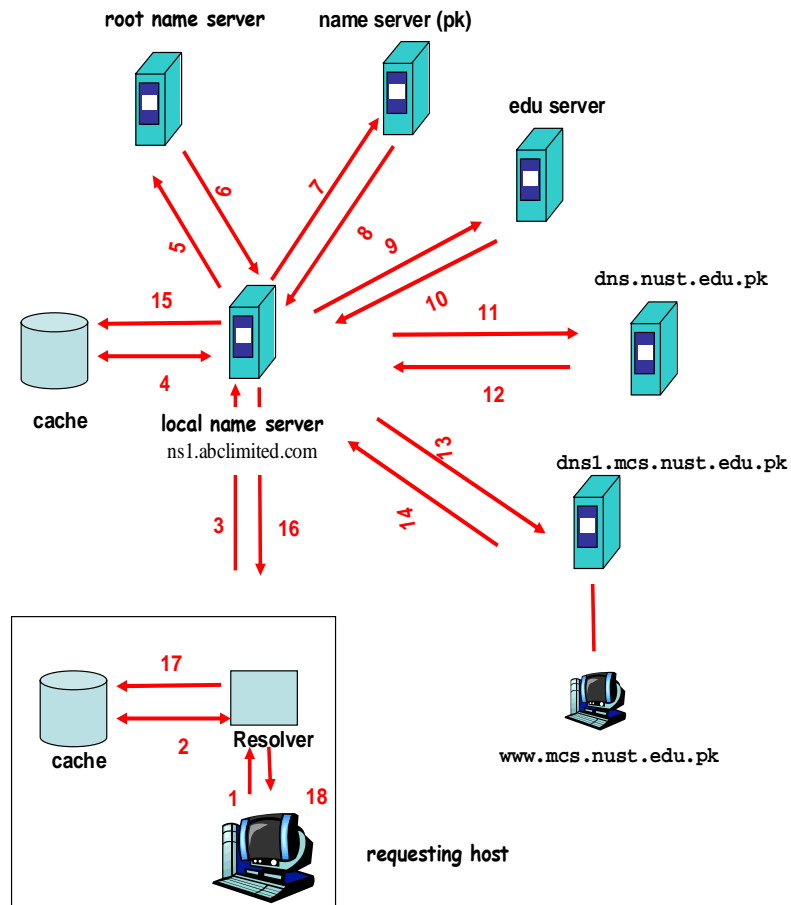 root name server
name server (pk)
edu server
7
6
5
8
9
10
dns.nust.edu.pk
15
11
4
12
cache
local name server
ns1.abclimited.com
13
dns1.mcs.nust.edu.pk
3
16
14
17
2
Resolver
cache
www.mcs.nust.edu.pk
1
18
requesting host